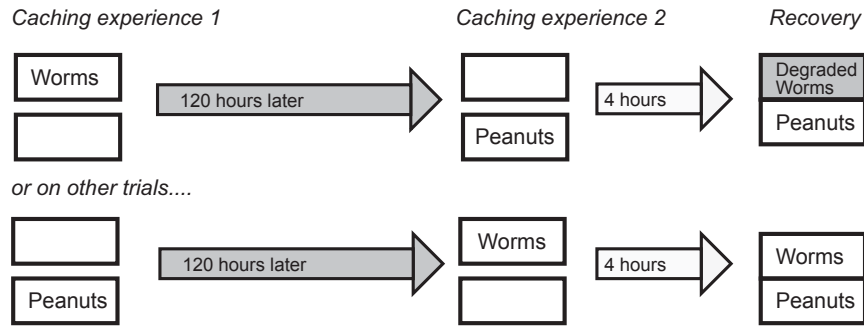 Caching experience 1
Caching experience 2
Recovery
Worms
120 hours later
Peanuts
4 hours
Degraded
Worms
Peanuts
or on other trials....
Peanuts
120 hours later
Worms
4 hours
Worms
Peanuts